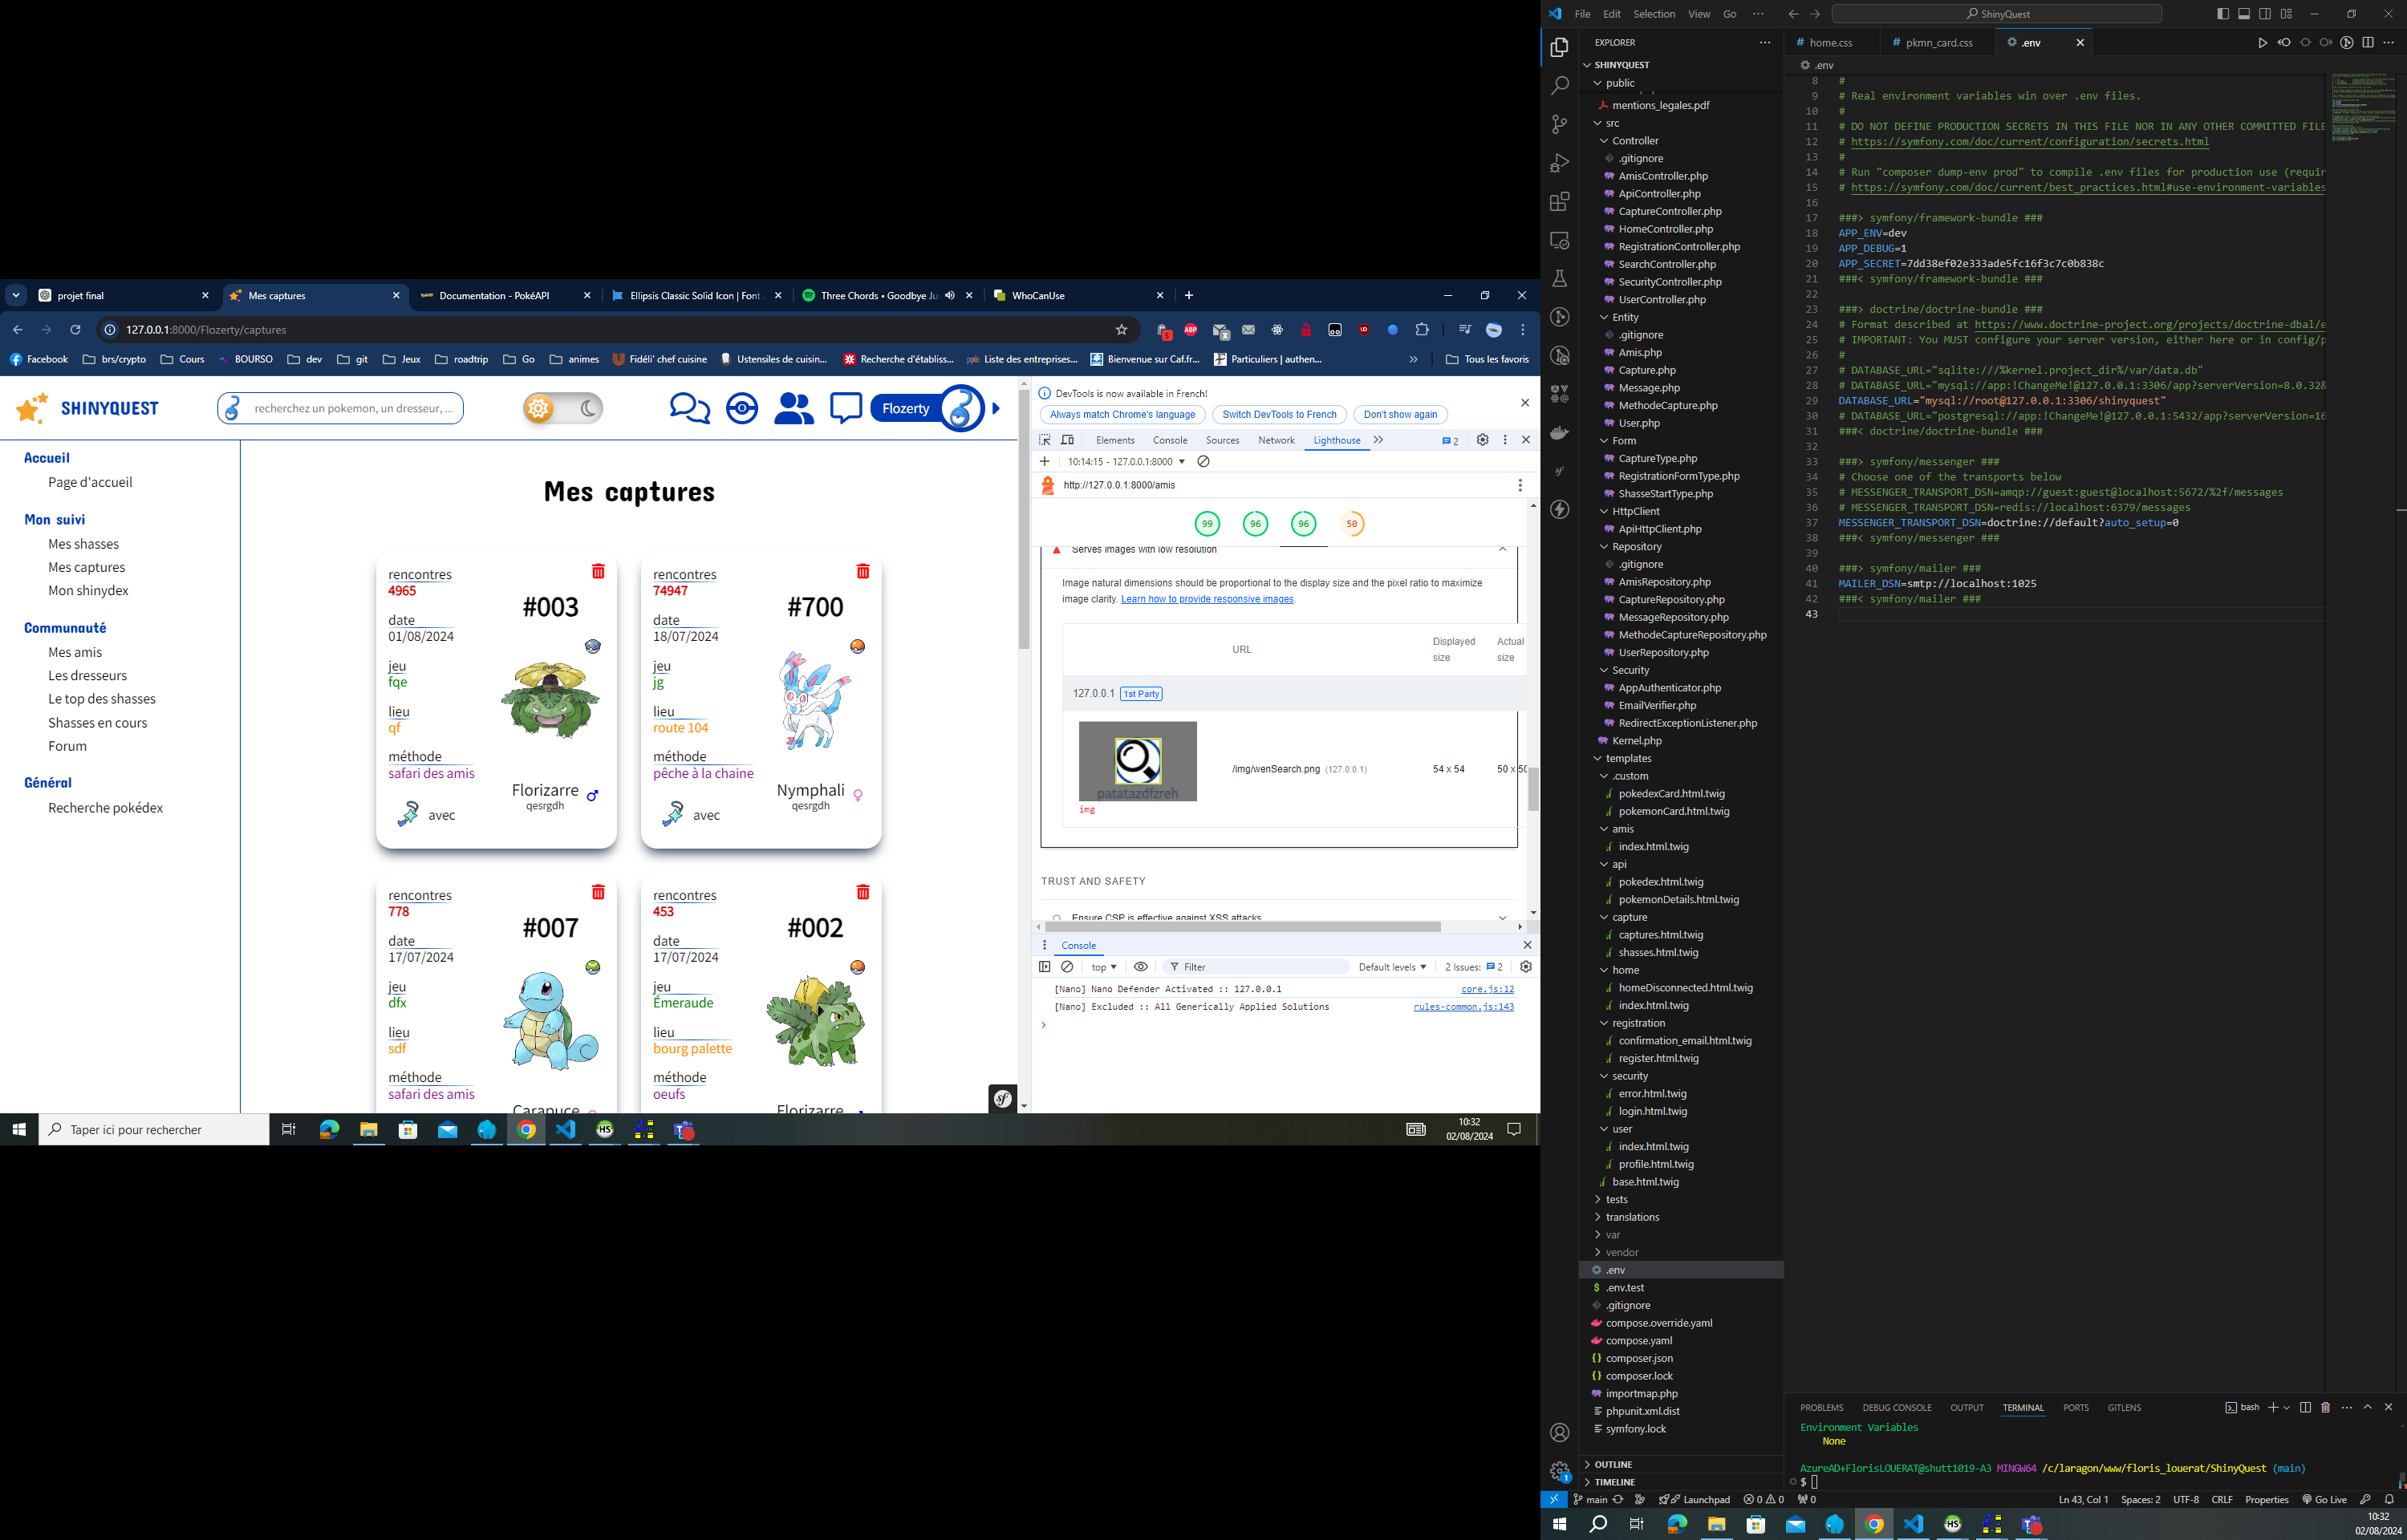 projet final
Mes captures
Documentation - PokéAPI
Ellipsis Classic Solid Icon | Font
Three Chords • Goodbye Ju
WhoCanUse
127.0.0.1:8000/Flozerty/captures
Facebook
brs/crypto
Cours
BOURSO
dev
git
Jeux
roadtrip
Go
animes
Fidéli' chef cuisine
Ustensiles de cuisin...
Recherche d'établiss...
Liste des entreprises...
Bienvenue sur Caf.fr...
Particuliers | authen...
Tous les favoris
SHINYQUEST
recherchez un pokemon, un dresseur, ...
Flozerty
Accueil
Page d'accueil
Mon suivi
Mes shasses
Mes captures
Mon shinydex
Communauté
Mes amis
Les dresseurs
Le top des shasses
Shasses en cours
Forum
Général
Recherche pokédex
Mes captures
rencontres
4965
#003
date
01/08/2024
jeu
fqe
lieu
qf
méthode
safari des amis
Florizarre
qesrgdh
avec
rencontres
74947
#700
date
18/07/2024
jeu
jg
lieu
route 104
méthode
pêche à la chaine
Nymphali
qesrgdh
avec
rencontres
778
#007
date
17/07/2024
jeu
dfx
lieu
sdf
méthode
safari des amis
Carapuce
rencontres
453
#002
date
17/07/2024
jeu
Émeraude
lieu
bourg palette
méthode
oeufs
Florizarre
DevTools is now available in French!
Always match Chrome's language
Switch DevTools to French
Don't show again
Elements
Console
Sources
Network
Lighthouse
2
10:14:15 - 127.0.0.1:8000
http://127.0.0.1:8000/amis
99
96
96
50
Serves images with low resolution
Image natural dimensions should be proportional to the display size and the pixel ratio to maximize
image clarity. Learn how to provide responsive images.
URL
Displayed size
Actual size
127.0.0.1 1st Party
patatazdfzreh
img
/img/wenSearch.png (127.0.0.1)
54 x 54
50 x 50
TRUST AND SAFETY
Ensure CSP is effective against XSS attacks
Console
top
Filter
Default levels
2 Issues: 2
[Nano] Nano Defender Activated :: 127.0.0.1 core.js:12
[Nano] Excluded :: All Generically Applied Solutions rules-common.js:143
Taper ici pour rechercher
10:32
02/08/2024
File Edit Selection View Go
ShinyQuest
EXPLORER
SHINYQUEST
public
mentions_legales.pdf
src
Controller
.gitignore
AmisController.php
ApiController.php
CaptureController.php
HomeController.php
RegistrationController.php
SearchController.php
SecurityController.php
UserController.php
Entity
.gitignore
Amis.php
Capture.php
Message.php
MethodeCapture.php
User.php
Form
CaptureType.php
RegistrationFormType.php
ShasseStartType.php
HttpClient
ApiHttpClient.php
Repository
.gitignore
AmisRepository.php
CaptureRepository.php
MessageRepository.php
MethodeCaptureRepository.php
UserRepository.php
Security
AppAuthenticator.php
EmailVerifier.php
RedirectExceptionListener.php
Kernel.php
templates
.custom
pokedexCard.html.twig
pokemonCard.html.twig
amis
index.html.twig
api
pokedex.html.twig
pokemonDetails.html.twig
capture
captures.html.twig
shasses.html.twig
home
homeDisconnected.html.twig
index.html.twig
registration
confirmation_email.html.twig
register.html.twig
security
error.html.twig
login.html.twig
user
index.html.twig
profile.html.twig
base.html.twig
tests
translations
var
vendor
.env
.env.test
.gitignore
compose.override.yaml
compose.yaml
composer.json
composer.lock
importmap.php
phpunit.xml.dist
symfony.lock
OUTLINE
TIMELINE
home.css
pkmn_card.css
.env
.env
8 #
9 # Real environment variables win over .env files.
10 #
11 # DO NOT DEFINE PRODUCTION SECRETS IN THIS FILE NOR IN ANY OTHER COMMITTED FILE
12 # https://symfony.com/doc/current/configuration/secrets.html
13 #
14 # Run "composer dump-env prod" to compile .env files for production use (requir
15 # https://symfony.com/doc/current/best_practices.html#use-environment-variables
16
17 ###> symfony/framework-bundle ###
18 APP_ENV=dev
19 APP_DEBUG=1
20 APP_SECRET=7dd38ef02e333ade5fc16f3c7c0b838c
21 ###< symfony/framework-bundle ###
22
23 ###> doctrine/doctrine-bundle ###
24 # Format described at https://www.doctrine-project.org/projects/doctrine-dbal/e
25 # IMPORTANT: You MUST configure your server version, either here or in config/p
26 #
27 # DATABASE_URL="sqlite:///%kernel.project_dir%/var/data.db"
28 # DATABASE_URL="mysql://app:!ChangeMe!@127.0.0.1:3306/app?serverVersion=8.0.32&
29 DATABASE_URL="mysql://root@127.0.0.1:3306/shinyquest"
30 # DATABASE_URL="postgresql://app:!ChangeMe!@127.0.0.1:5432/app?serverVersion=16
31 ###< doctrine/doctrine-bundle ###
32
33 ###> symfony/messenger ###
34 # Choose one of the transports below
35 # MESSENGER_TRANSPORT_DSN=amqp://guest:guest@localhost:5672/%2f/messages
36 # MESSENGER_TRANSPORT_DSN=redis://localhost:6379/messages
37 MESSENGER_TRANSPORT_DSN=doctrine://default?auto_setup=0
38 ###< symfony/messenger ###
39
40 ###> symfony/mailer ###
41 MAILER_DSN=smtp://localhost:1025
42 ###< symfony/mailer ###
43
PROBLEMS DEBUG CONSOLE OUTPUT TERMINAL PORTS GITLENS
bash
Environment Variables
None
AzureAD+FlorisLOUERAT@shutt1019-A3 MINGW64 /c/laragon/www/floris_louerat/ShinyQuest (main)
$
main
Launchpad
0 0
0
Ln 43, Col 1
Spaces: 2
UTF-8
CRLF
Properties
Go Live
10:32
02/08/2024